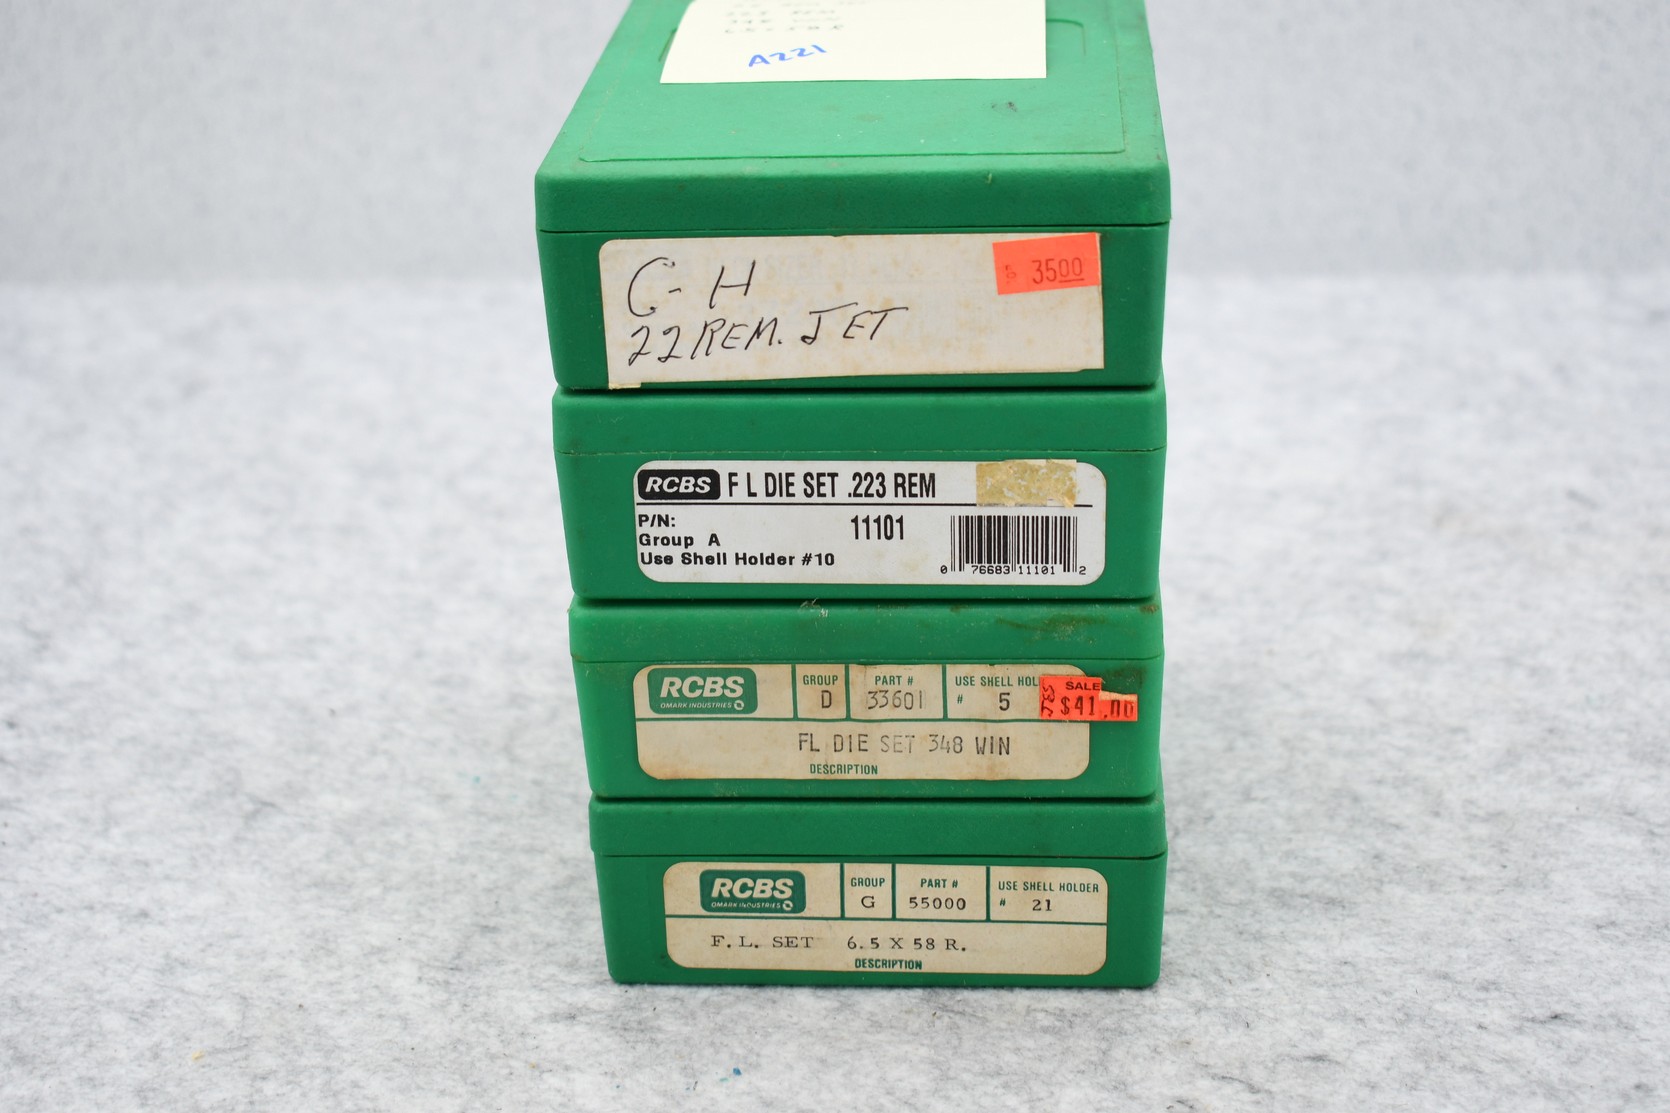 A221
C-H
3500
22 REM. JET
RCBS F L DIE SET .223 REM
P/N: 11101
Group A
Use Shell Holder #10
0 76683 11101 2
RCBS
OMARK INDUSTRIES
GROUP
D
PART #
33601
USE SHELL HOL
# 5
SALE
$41.00
FL DIE SET 348 WIN
DESCRIPTION
RCBS
OMARK INDUSTRIES
GROUP
G
PART #
55000
USE SHELL HOLDER
# 21
F.L. SET 6.5 X 58 R.
DESCRIPTION